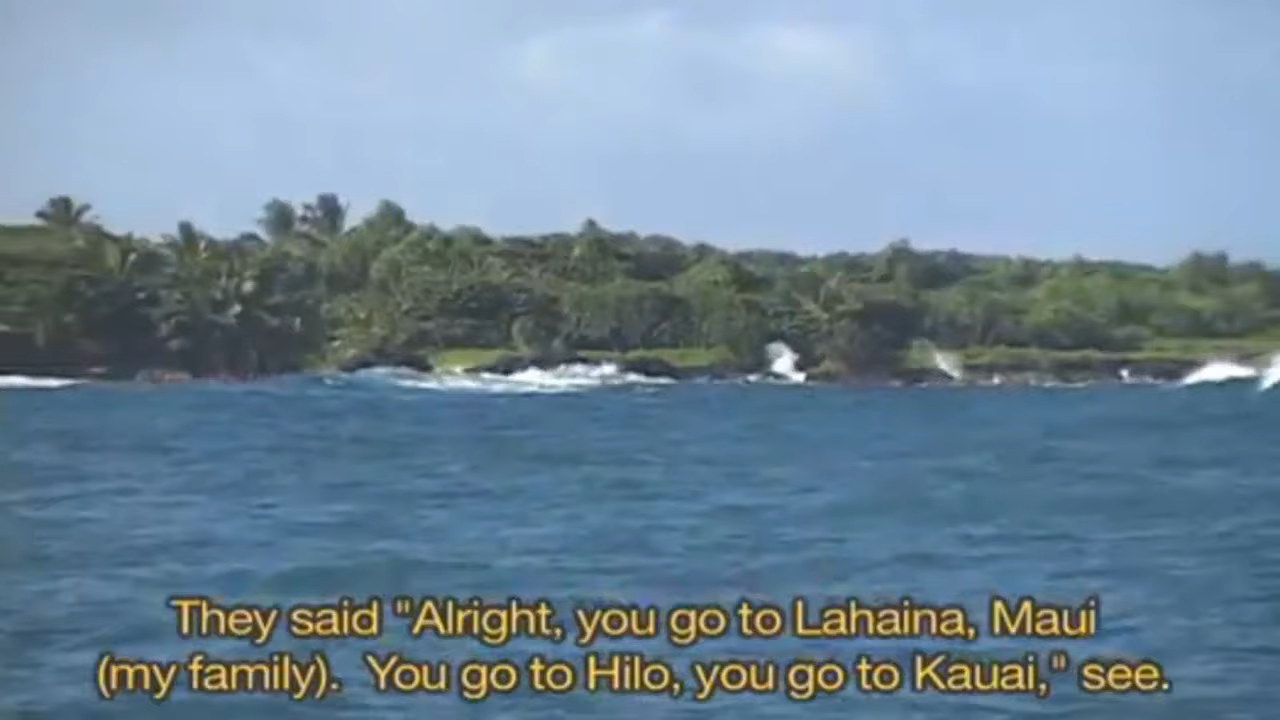 They said "Alright, you go to Lahaina, Maui
(my family).  You go to Hilo, you go to Kauai," see.